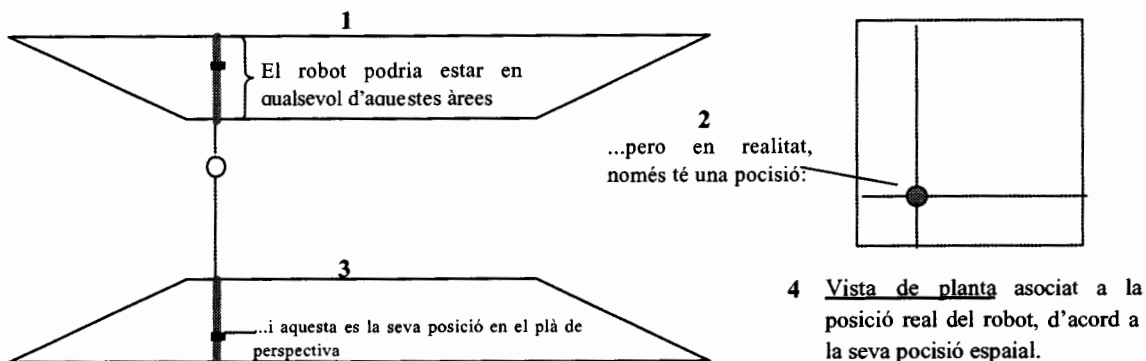 1
El robot podria estar en
qualsevol d'aquestes àrees
2
...pero en realitat,
només té una pocisió:
3
...i aquesta es la seva posició en el plà de
perspectiva
4 Vista de planta asociat a la
posició real del robot, d'acord a
la seva pocisió espaial.